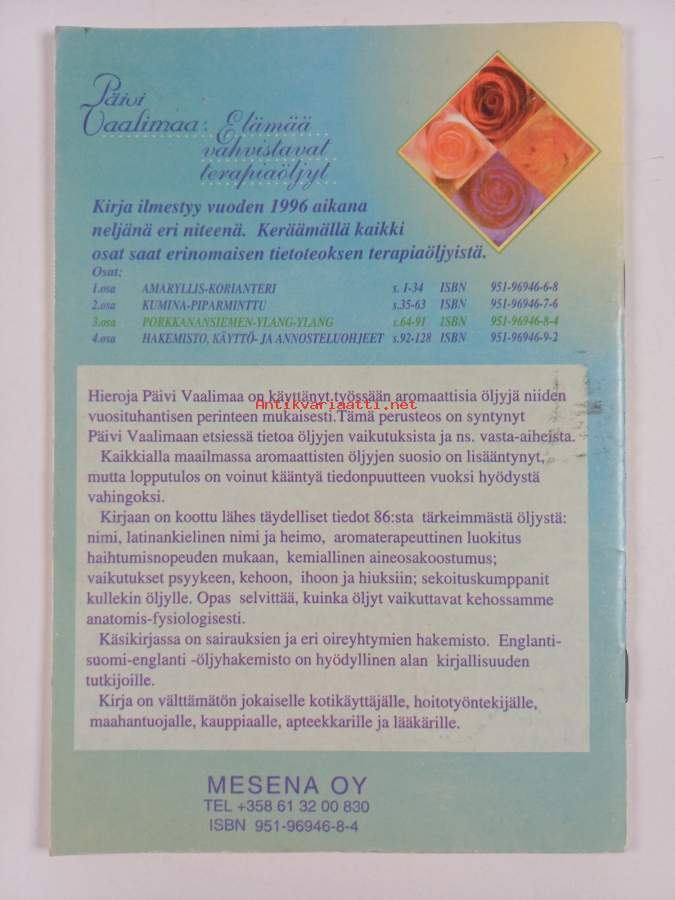 Päivi
Vaalimaa: Elämää
vahvistavat
terapiaöljyt
Kirja ilmestyy vuoden 1996 aikana
neljänä eri niteenä. Keräämällä kaikki
osat saat erinomaisen tietoteoksen terapiaöljyistä.
Osat:
1.osa AMARYLLIS-KORIANTERI s. 1-34 ISBN 951-96946-6-8
2.osa KUMINA-PIPARMINTTU s.35-63 ISBN 951-96946-7-6
3.osa PORKKANANSIEMEN-YLANG-YLANG s.64-91 ISBN 951-96946-8-4
4.osa HAKEMISTO, KÄYTTÖ- JA ANNOSTELUOHJEET s.92-128 ISBN 951-96946-9-2
Hieroja Päivi Vaalimaa on käyttänyt työssään aromaattisia öljyjä niiden
Antikvariaatti.net
vuosituhantisen perinteen mukaisesti.Tämä perusteos on syntynyt
Päivi Vaalimaan etsiessä tietoa öljyjen vaikutuksista ja ns. vasta-aiheista.
Kaikkialla maailmassa aromaattisten öljyjen suosio on lisääntynyt,
mutta lopputulos on voinut kääntyä tiedonpuutteen vuoksi hyödystä
vahingoksi.
Kirjaan on koottu lähes täydelliset tiedot 86:sta tärkeimmästä öljystä:
nimi, latinankielinen nimi ja heimo, aromaterapeuttinen luokitus
haihtumisnopeuden mukaan, kemiallinen aineosakoostumus;
vaikutukset psyykeen, kehoon, ihoon ja hiuksiin; sekoituskumppanit
kullekin öljylle. Opas selvittää, kuinka öljyt vaikuttavat kehossamme
anatomis-fysiologisesti.
Käsikirjassa on sairauksien ja eri oireyhtymien hakemisto. Englanti-
suomi-englanti -öljyhakemisto on hyödyllinen alan kirjallisuuden
tutkijoille.
Kirja on välttämätön jokaiselle kotikäyttäjälle, hoitotyöntekijälle,
maahantuojalle, kauppiaalle, apteekkarille ja lääkärille.
MESENA OY
TEL +358 61 32 00 830
ISBN 951-96946-8-4